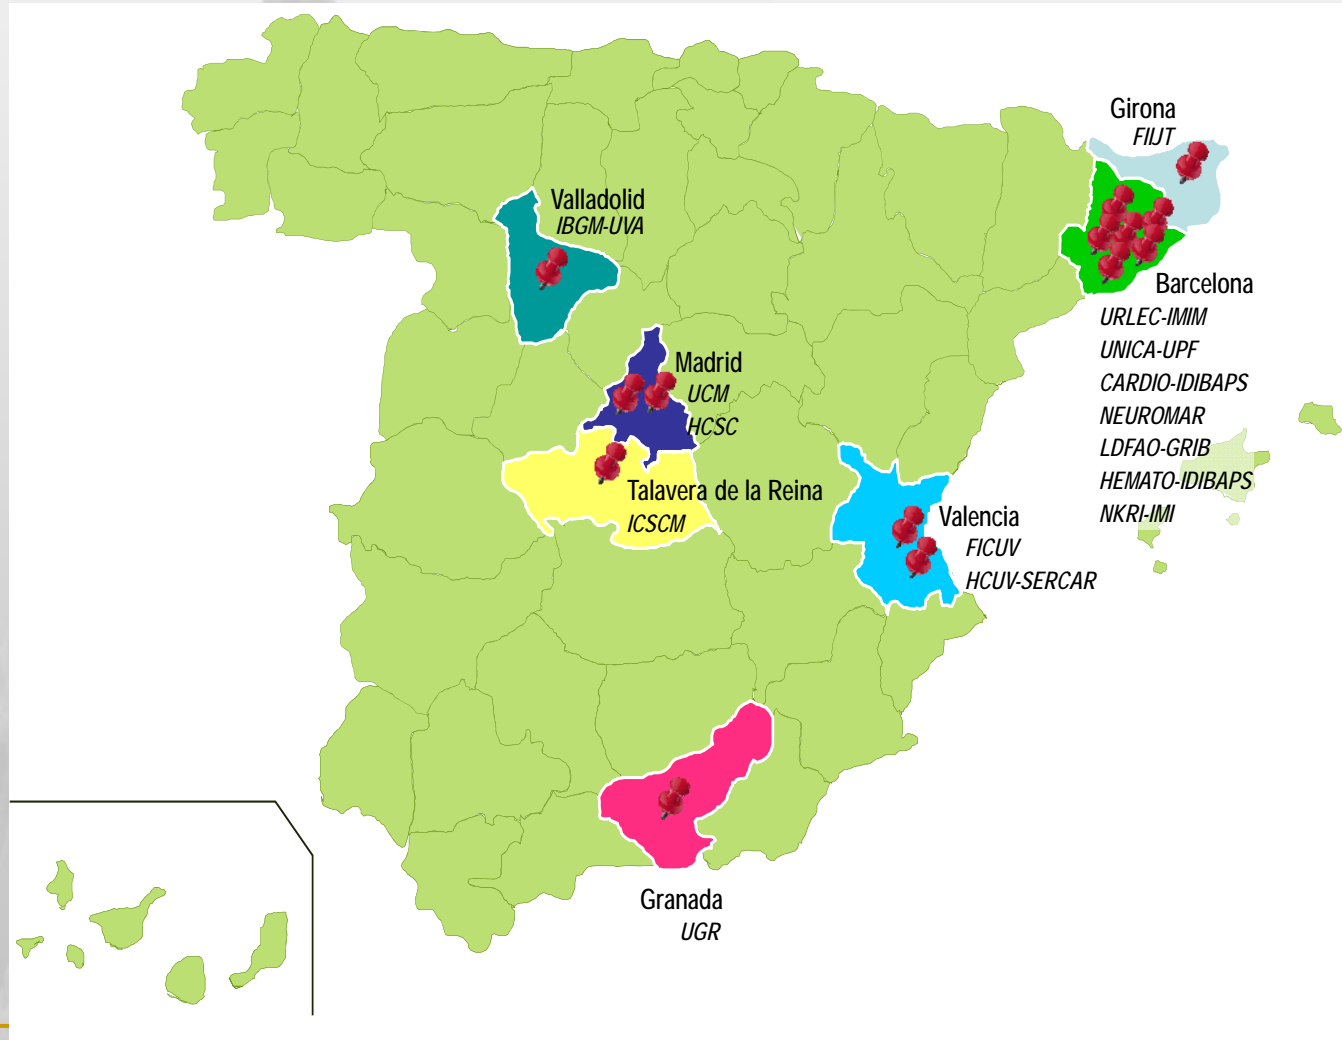 Girona
FIIJT
Valladolid
IBGM-UVA
Barcelona
URLEC-IMIM
UNICA-UPF
CARDIO-IDIBAPS
NEUROMAR
LDFAO-GRIB
HEMATO-IDIBAPS
NKRI-IMI
Madrid
UCM
HCSC
Talavera de la Reina
ICSCM
Valencia
FICUV
HCUV-SERCAR
Granada
UGR